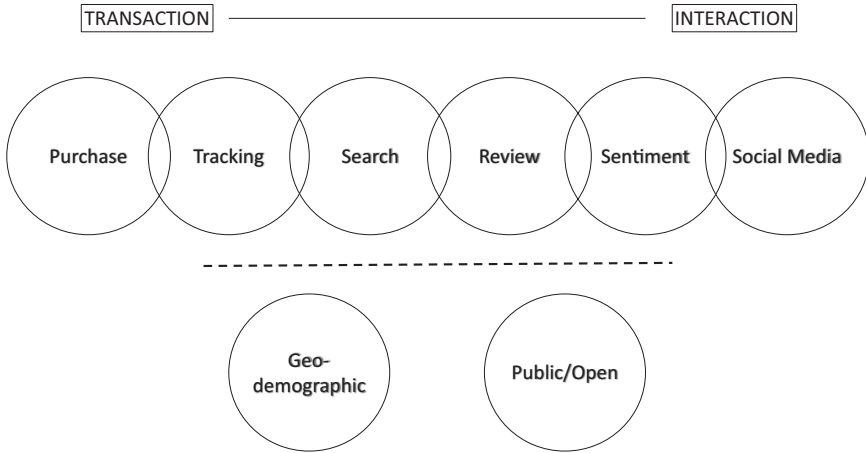 TRANSACTION
INTERACTION
Purchase
Tracking
Search
Review
Sentiment
Social Media
Geo-
demographic
Public/Open